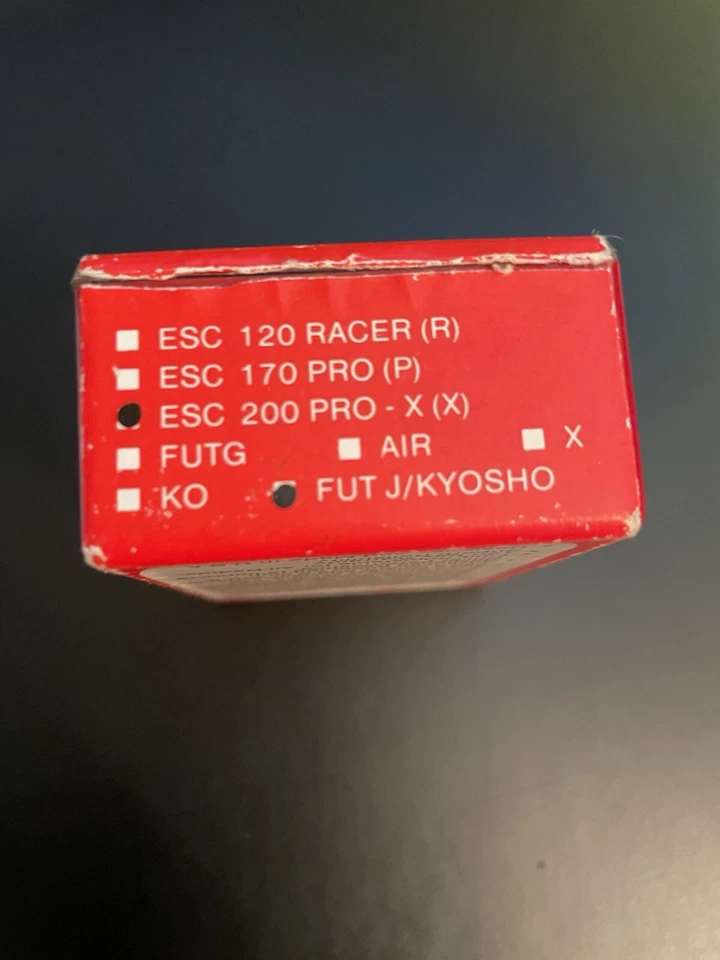 ESC 120 RACER (R)
ESC 170 PRO (P)
ESC 200 PRO - X (X)
FUTG AIR X
KO FUT J/KYOSHO